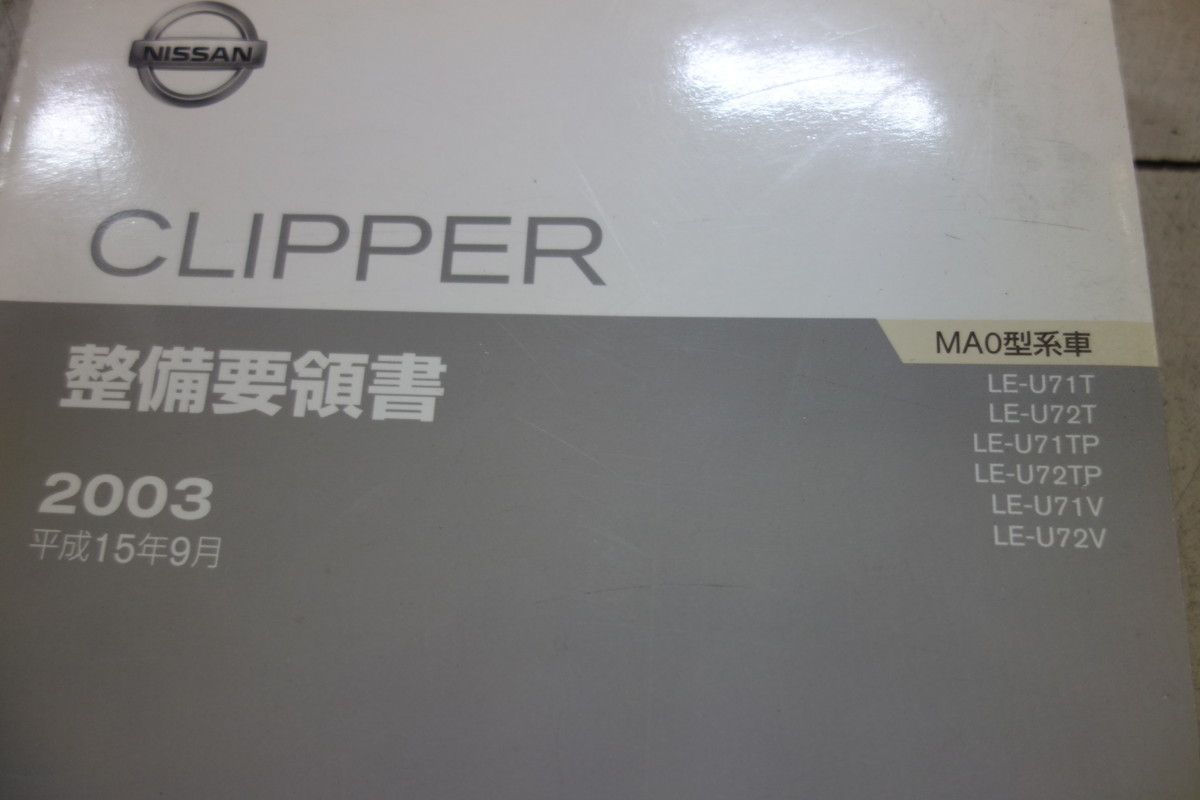 NISSAN
CLIPPER
MA0型系車
整備要領書
LE-U71T
LE-U72T
LE-U71TP
LE-U72TP
LE-U71V
LE-U72V
2003
平成15年9月